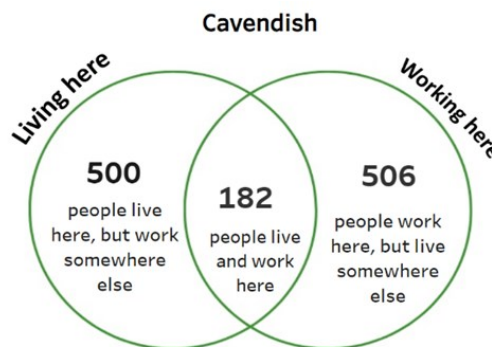 Cavendish
Living here
Working here
500
people live
here, but work
somewhere
else
182
people live
and work
here
506
people work
here, but live
somewhere
else